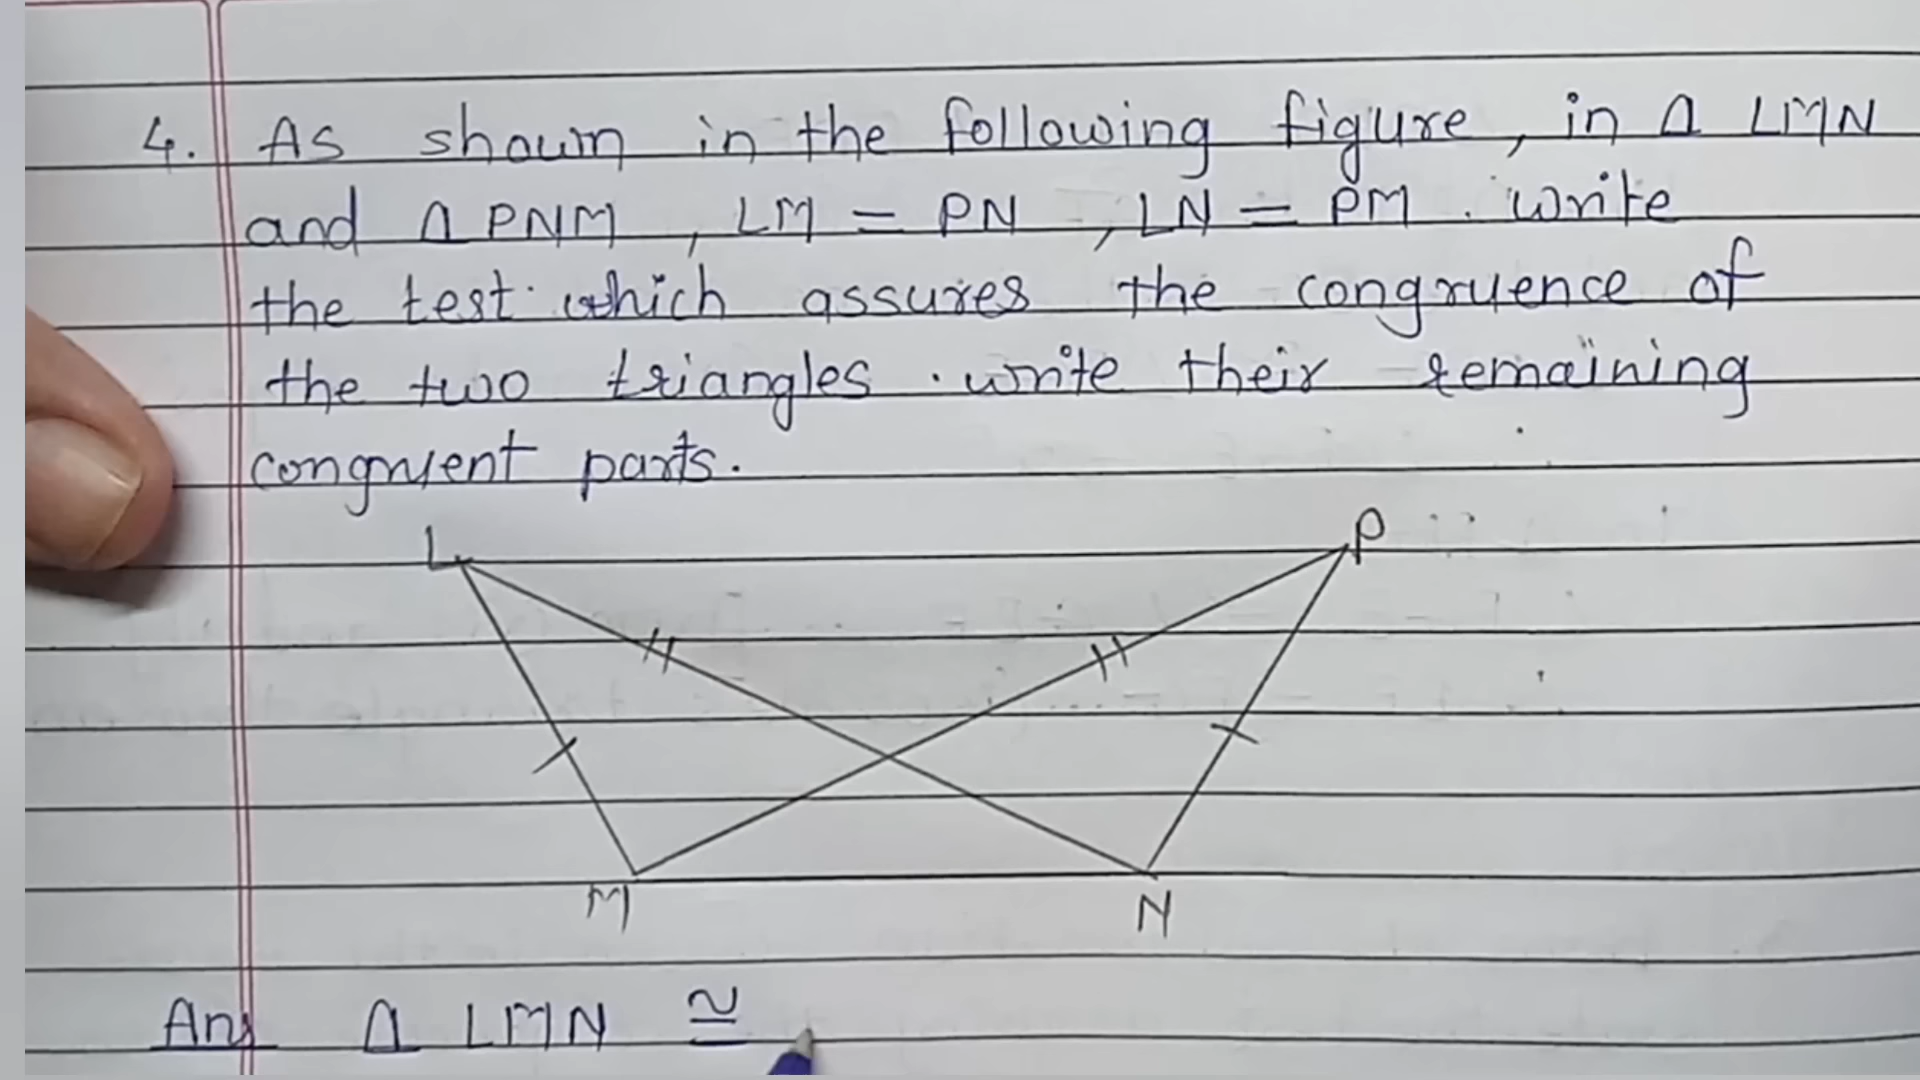 4. As shown in the following figure, in Δ LMN
and Δ PNM, LM = PN, LN = PM. write
the test which assures the congruence of
the two triangles. write their remaining
congruent parts.
L P
M N
Ans Δ LMN ≅